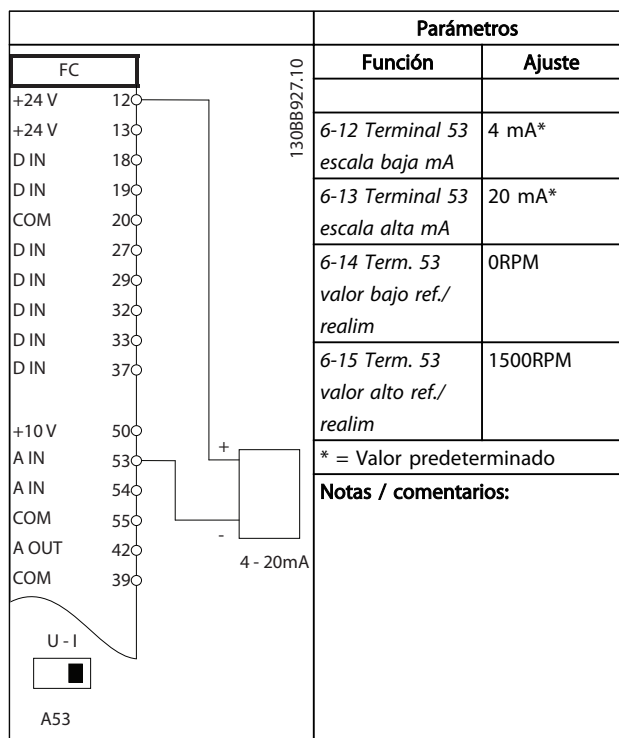 FC
+24 V 12
+24 V 13
D IN 18
D IN 19
COM 20
D IN 27
D IN 29
D IN 32
D IN 33
D IN 37
+10 V 50
A IN 53
A IN 54
COM 55
A OUT 42
COM 39
U - I
A53
+
-
4 - 20mA
130BB927.10
Parámetros
Función Ajuste
6-12 Terminal 53 4 mA*
escala baja mA
6-13 Terminal 53 20 mA*
escala alta mA
6-14 Term. 53 0RPM
valor bajo ref./
realim
6-15 Term. 53 1500RPM
valor alto ref./
realim
* = Valor predeterminado
Notas / comentarios: